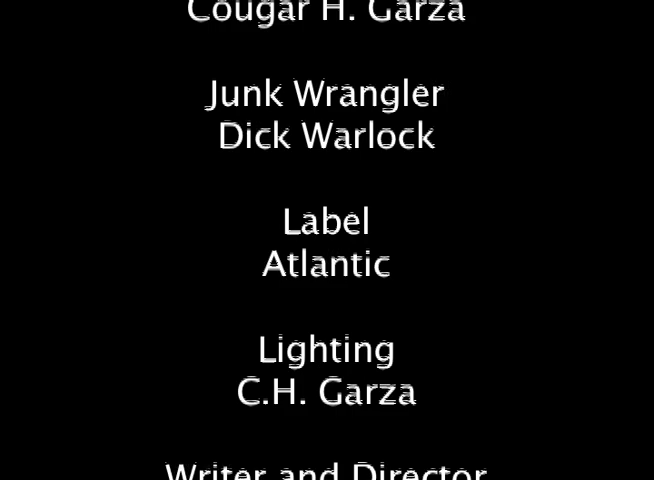 Cougar H. Garza
Junk Wrangler
Dick Warlock
Label
Atlantic
Lighting
C.H. Garza
Writer and Director